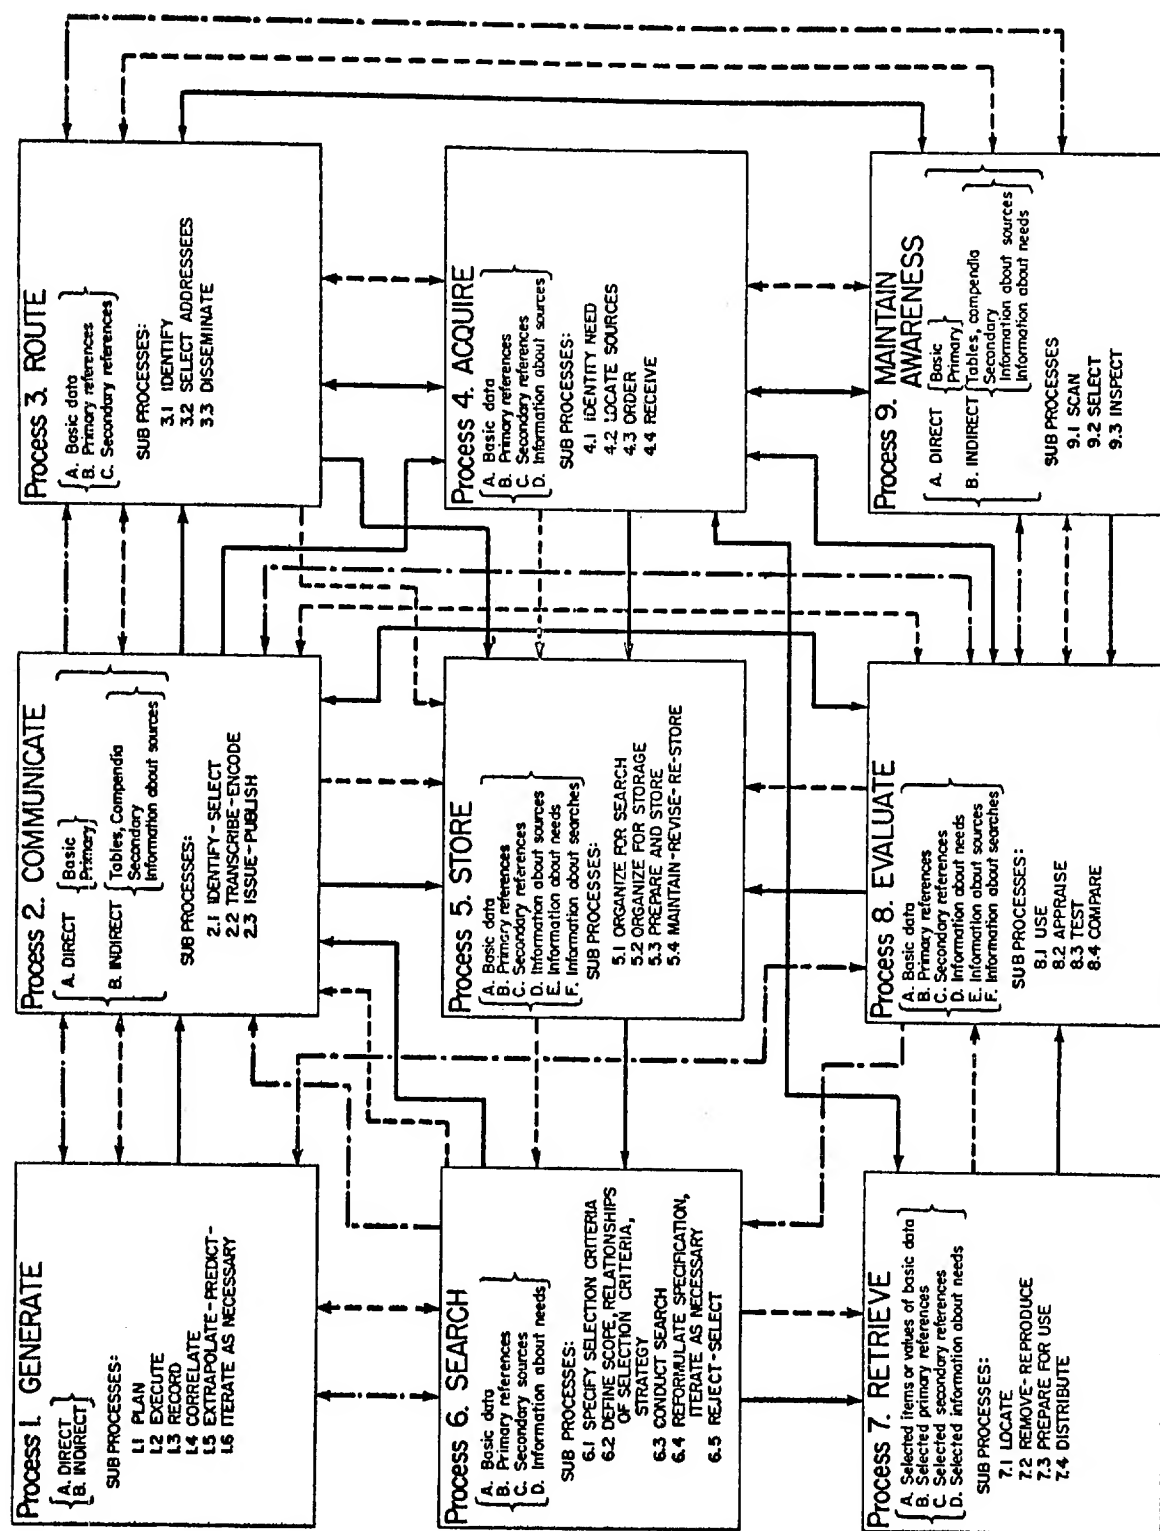 Process 1. GENERATE
A. DIRECT
B. INDIRECT
SUB PROCESSES:
1.1 PLAN
1.2 EXECUTE
1.3 RECORD
1.4 CORRELATE
1.5 EXTRAPOLATE-PREDICT-
1.6 ITERATE AS NECESSARY
Process 2. COMMUNICATE
A. DIRECT
Basic
Primary
B. INDIRECT
Tables, Compendia
Secondary
Information about sources
SUB PROCESSES:
2.1 IDENTIFY-SELECT
2.2 TRANSCRIBE-ENCODE
2.3 ISSUE-PUBLISH
Process 3. ROUTE
A. Basic data
B. Primary references
C. Secondary references
SUB PROCESSES:
3.1 IDENTIFY
3.2 SELECT ADDRESSEES
3.3 DISSEMINATE
Process 6. SEARCH
A. Basic data
B. Primary references
C. Secondary sources
D. Information about needs
SUB PROCESSES:
6.1 SPECIFY SELECTION CRITERIA
6.2 DEFINE SCOPE, RELATIONSHIPS
OF SELECTION CRITERIA,
STRATEGY
6.3 CONDUCT SEARCH
6.4 REFORMULATE SPECIFICATION,
ITERATE AS NECESSARY
6.5 REJECT-SELECT
Process 5. STORE
A. Basic data
B. Primary references
C. Secondary references
D. Information about sources
E. Information about needs
F. Information about searches
SUB PROCESSES:
5.1 ORGANIZE FOR SEARCH
5.2 ORGANIZE FOR STORAGE
5.3 PREPARE AND STORE
5.4 MAINTAIN-REVISE-RE-STORE
Process 4. ACQUIRE
A. Basic data
B. Primary references
C. Secondary references
D. Information about sources
SUB PROCESSES:
4.1 IDENTITY NEED
4.2 LOCATE SOURCES
4.3 ORDER
4.4 RECEIVE
Process 7. RETRIEVE
A. Selected items or values of basic data
B. Selected primary references
C. Selected secondary references
D. Selected information about needs
SUB PROCESSES:
7.1 LOCATE
7.2 REMOVE-REPRODUCE
7.3 PREPARE FOR USE
7.4 DISTRIBUTE
Process 8. EVALUATE
A. Basic data
B. Primary references
C. Secondary references
D. Information about needs
E. Information about sources
F. Information about searches
SUB PROCESSES:
8.1 USE
8.2 APPRAISE
8.3 TEST
8.4 COMPARE
Process 9. MAINTAIN
AWARENESS
A. DIRECT
Basic
Primary
B. INDIRECT
Tables, compendia
Secondary
Information about sources
Information about needs
SUB PROCESSES
9.1 SCAN
9.2 SELECT
9.3 INSPECT